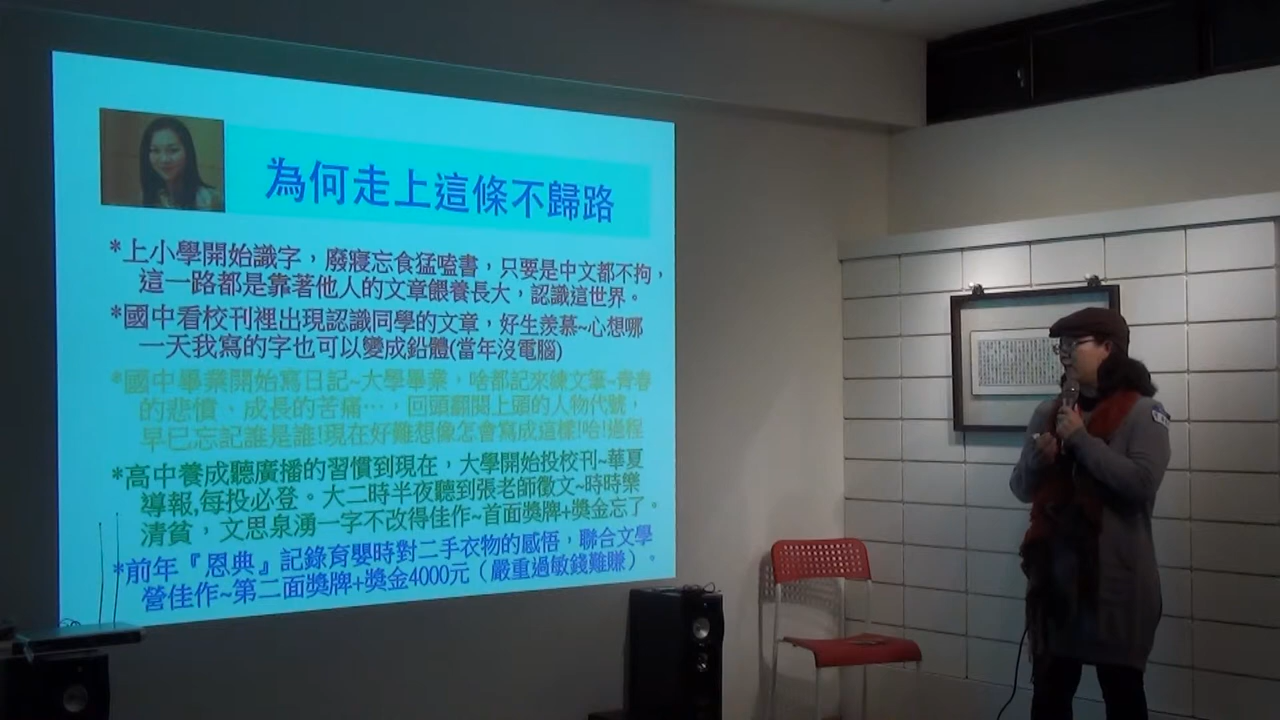 為何走上這條不歸路
*上小學開始識字，廢寢忘食猛嗑書，只要是中文都不拘，
這一路都是靠著他人的文章餵養長大，認識這世界。
*國中看校刊裡出現認識同學的文章，好生羨慕~心想哪
一天我寫的字也可以變成鉛體(當年沒電腦)
*國中畢業開始寫日記~大學畢業，啥都記來練文筆~青春
的悲憤、成長的苦痛…，回頭翻閱上頭的人物代號，
早已忘記誰是誰!現在好難想像怎會寫成這樣!哈!過程
*高中養成聽廣播的習慣到現在，大學開始投校刊~華夏
導報,每投必登。大二時半夜聽到張老師徵文~時時樂
清貧，文思泉湧一字不改得佳作~首面獎牌+獎金忘了。
*前年『恩典』記錄育嬰時對二手衣物的感悟，聯合文學
營佳作~第二面獎牌+獎金4000元（嚴重過敏錢難賺）。